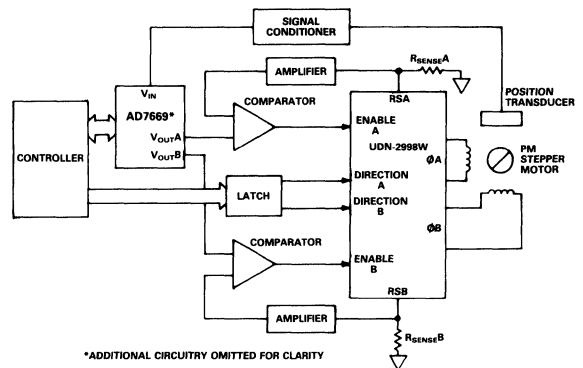 SIGNAL
CONDITIONER
AMPLIFIER
RSENSEA
RSA
POSITION
TRANSDUCER
VIN
AD7669*
VOUTA
VOUTB
COMPARATOR
ENABLE
A
UDN-2998W
ØA
PM
STEPPER
MOTOR
CONTROLLER
LATCH
DIRECTION
A
DIRECTION
B
ØB
COMPARATOR
ENABLE
B
RSB
AMPLIFIER
RSENSEB
*ADDITIONAL CIRCUITRY OMITTED FOR CLARITY